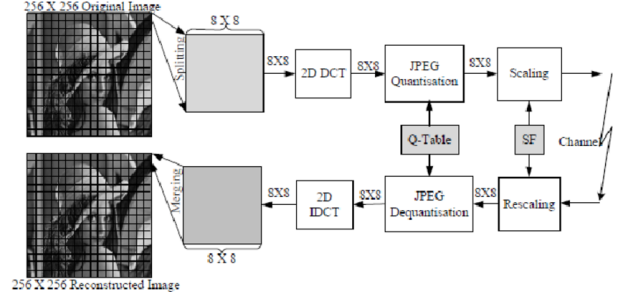 256 X 256 Original Image
8 X 8
Splitting
8X8
2D DCT
8X8
JPEG
Quantisation
8X8
Scaling
Q-Table
SF
Channel
Merging
8X8
2D
IDCT
8X8
JPEG
Dequantisation
8X8
Rescaling
8 X 8
256 X 256 Reconstructed Image